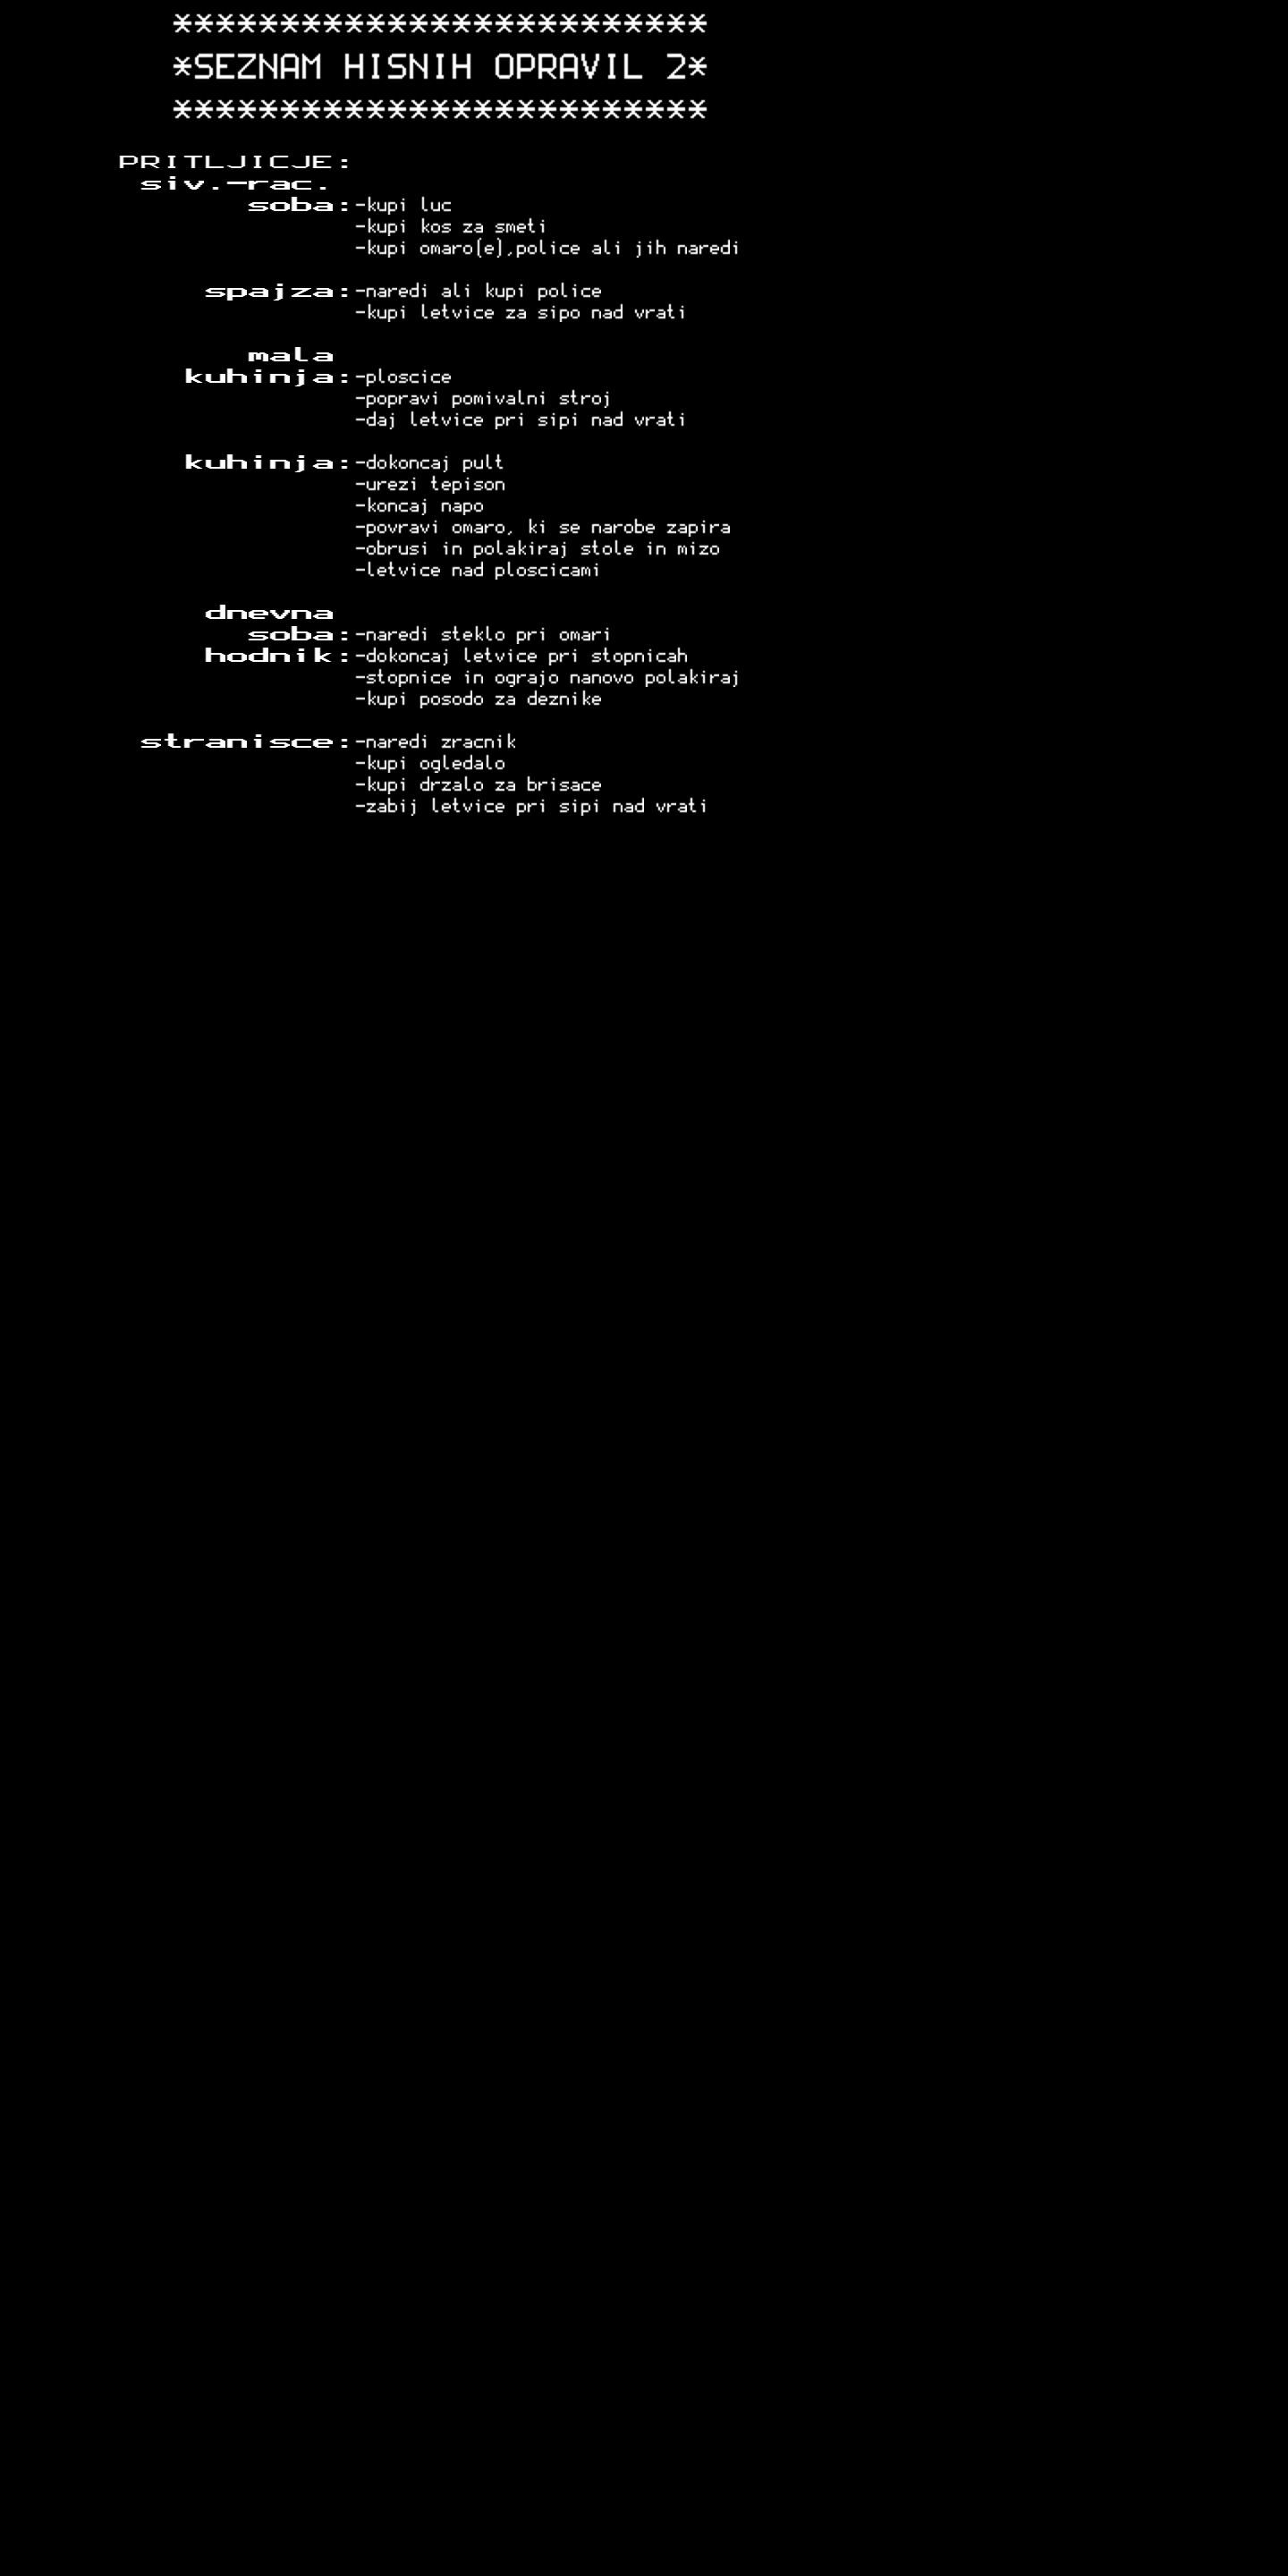 *************************
*SEZNAM HISNIH OPRAVIL 2*
*************************
PRITLJICJE:
siv.-rac.
soba:-kupi luc
-kupi kos za smeti
-kupi omaro(e),police ali jih naredi
spajza:-naredi ali kupi police
-kupi letvice za sipo nad vrati
mala
kuhinja:-ploscice
-popravi pomivalni stroj
-daj letvice pri sipi nad vrati
kuhinja:-dokoncaj pult
-urezi tepison
-koncaj napo
-povravi omaro, ki se narobe zapira
-obrusi in polakiraj stole in mizo
-letvice nad ploscicami
dnevna
soba:-naredi steklo pri omari
hodnik:-dokoncaj letvice pri stopnicah
-stopnice in ograjo nanovo polakiraj
-kupi posodo za deznike
stranisce:-naredi zracnik
-kupi ogledalo
-kupi drzalo za brisace
-zabij letvice pri sipi nad vrati